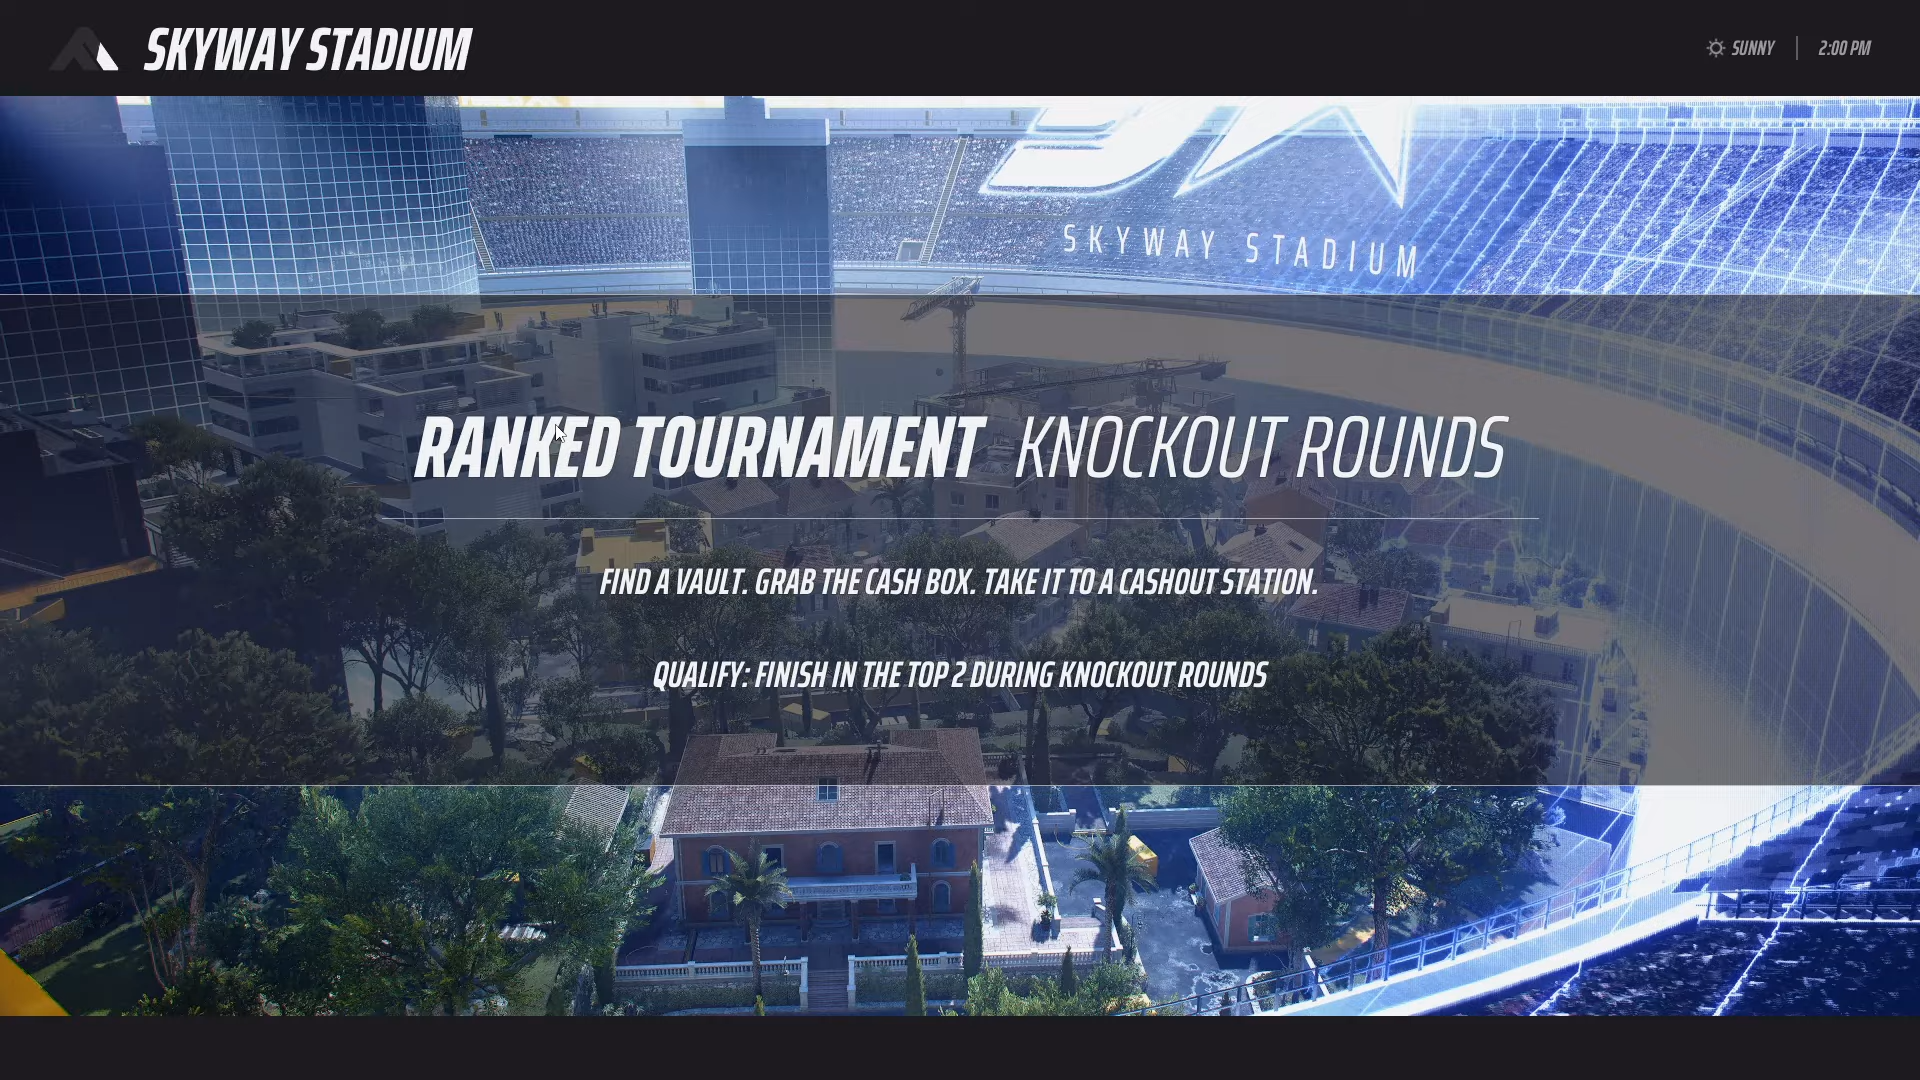 SKYWAY STADIUM
SUNNY
2:00 PM
SKYWAY STADIUM
RANKED TOURNAMENT KNOCKOUT ROUNDS
FIND A VAULT. GRAB THE CASH BOX. TAKE IT TO A CASHOUT STATION.
QUALIFY: FINISH IN THE TOP 2 DURING KNOCKOUT ROUNDS